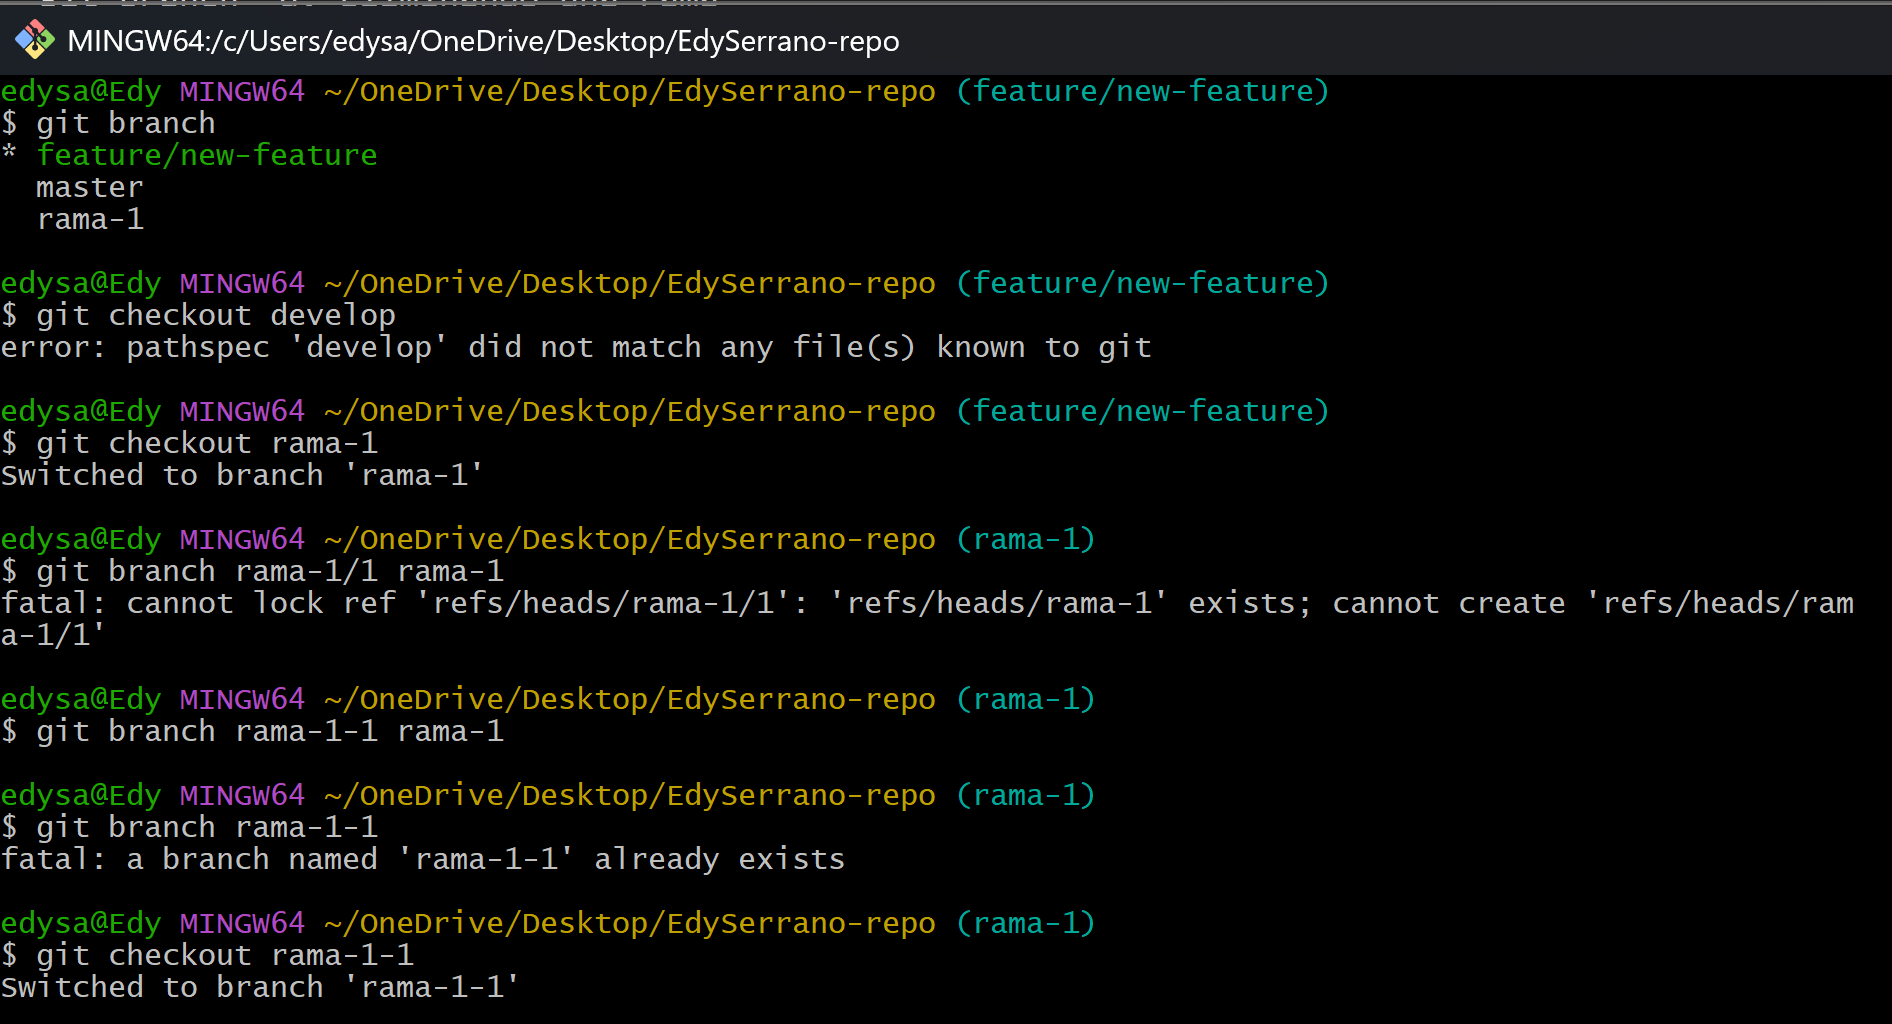 MINGW64:/c/Users/edysa/OneDrive/Desktop/EdySerrano-repo
edysa@Edy MINGW64 ~/OneDrive/Desktop/EdySerrano-repo (feature/new-feature)
$ git branch
* feature/new-feature
  master
  rama-1

edysa@Edy MINGW64 ~/OneDrive/Desktop/EdySerrano-repo (feature/new-feature)
$ git checkout develop
error: pathspec 'develop' did not match any file(s) known to git

edysa@Edy MINGW64 ~/OneDrive/Desktop/EdySerrano-repo (feature/new-feature)
$ git checkout rama-1
Switched to branch 'rama-1'

edysa@Edy MINGW64 ~/OneDrive/Desktop/EdySerrano-repo (rama-1)
$ git branch rama-1/1 rama-1
fatal: cannot lock ref 'refs/heads/rama-1/1': 'refs/heads/rama-1' exists; cannot create 'refs/heads/ram
a-1/1'

edysa@Edy MINGW64 ~/OneDrive/Desktop/EdySerrano-repo (rama-1)
$ git branch rama-1-1 rama-1

edysa@Edy MINGW64 ~/OneDrive/Desktop/EdySerrano-repo (rama-1)
$ git branch rama-1-1
fatal: a branch named 'rama-1-1' already exists

edysa@Edy MINGW64 ~/OneDrive/Desktop/EdySerrano-repo (rama-1)
$ git checkout rama-1-1
Switched to branch 'rama-1-1'